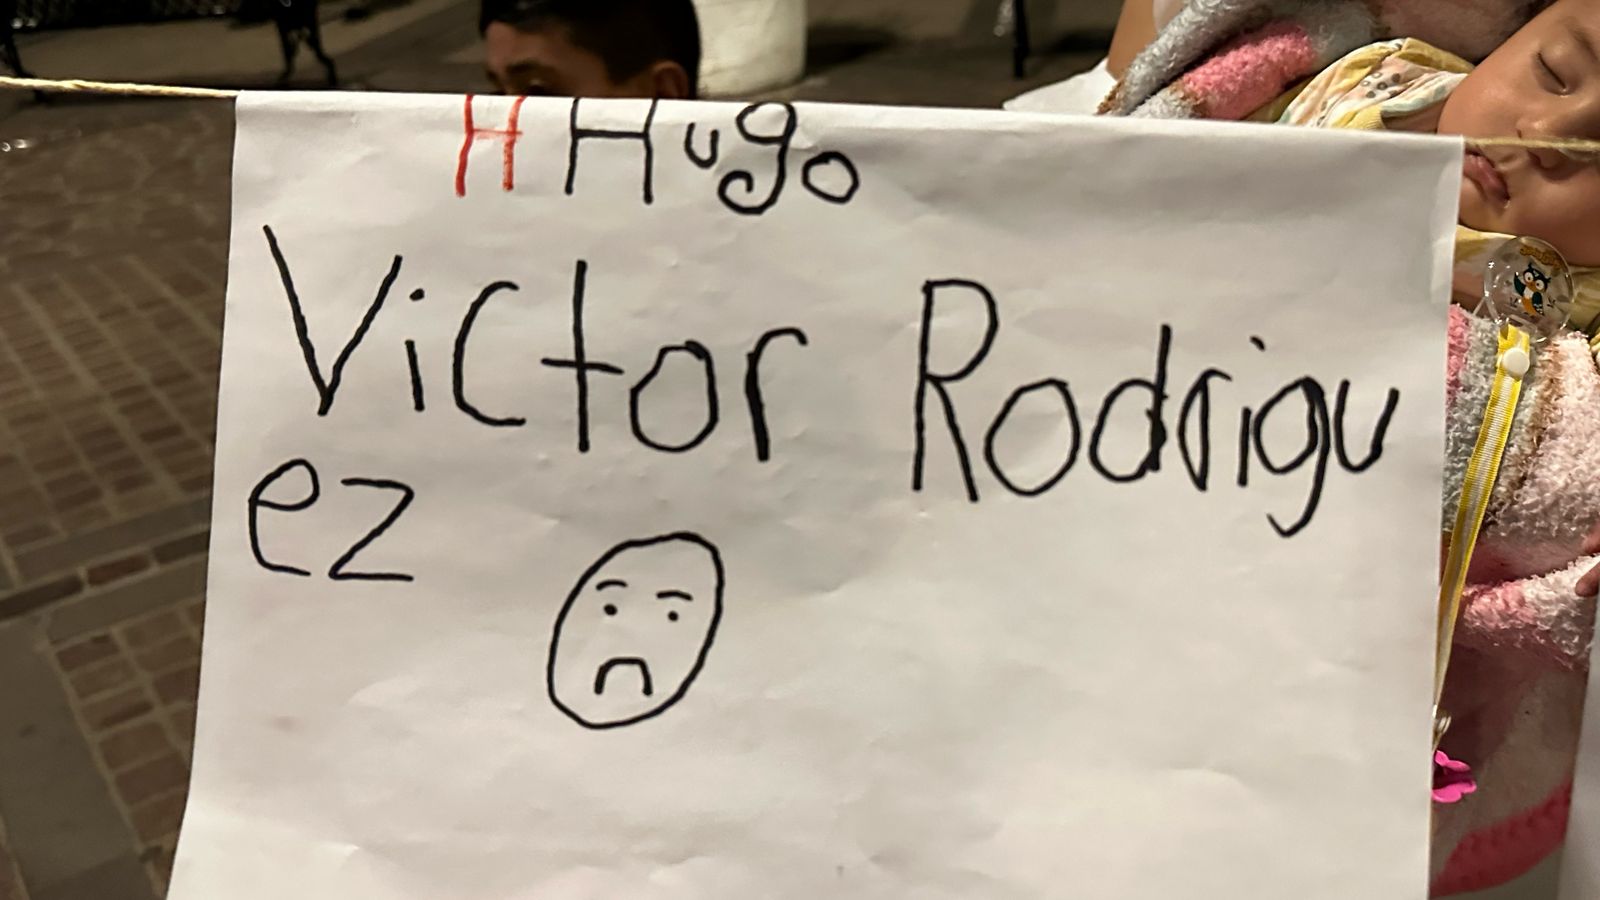 H Hugo
Victor Rodrigu
ez